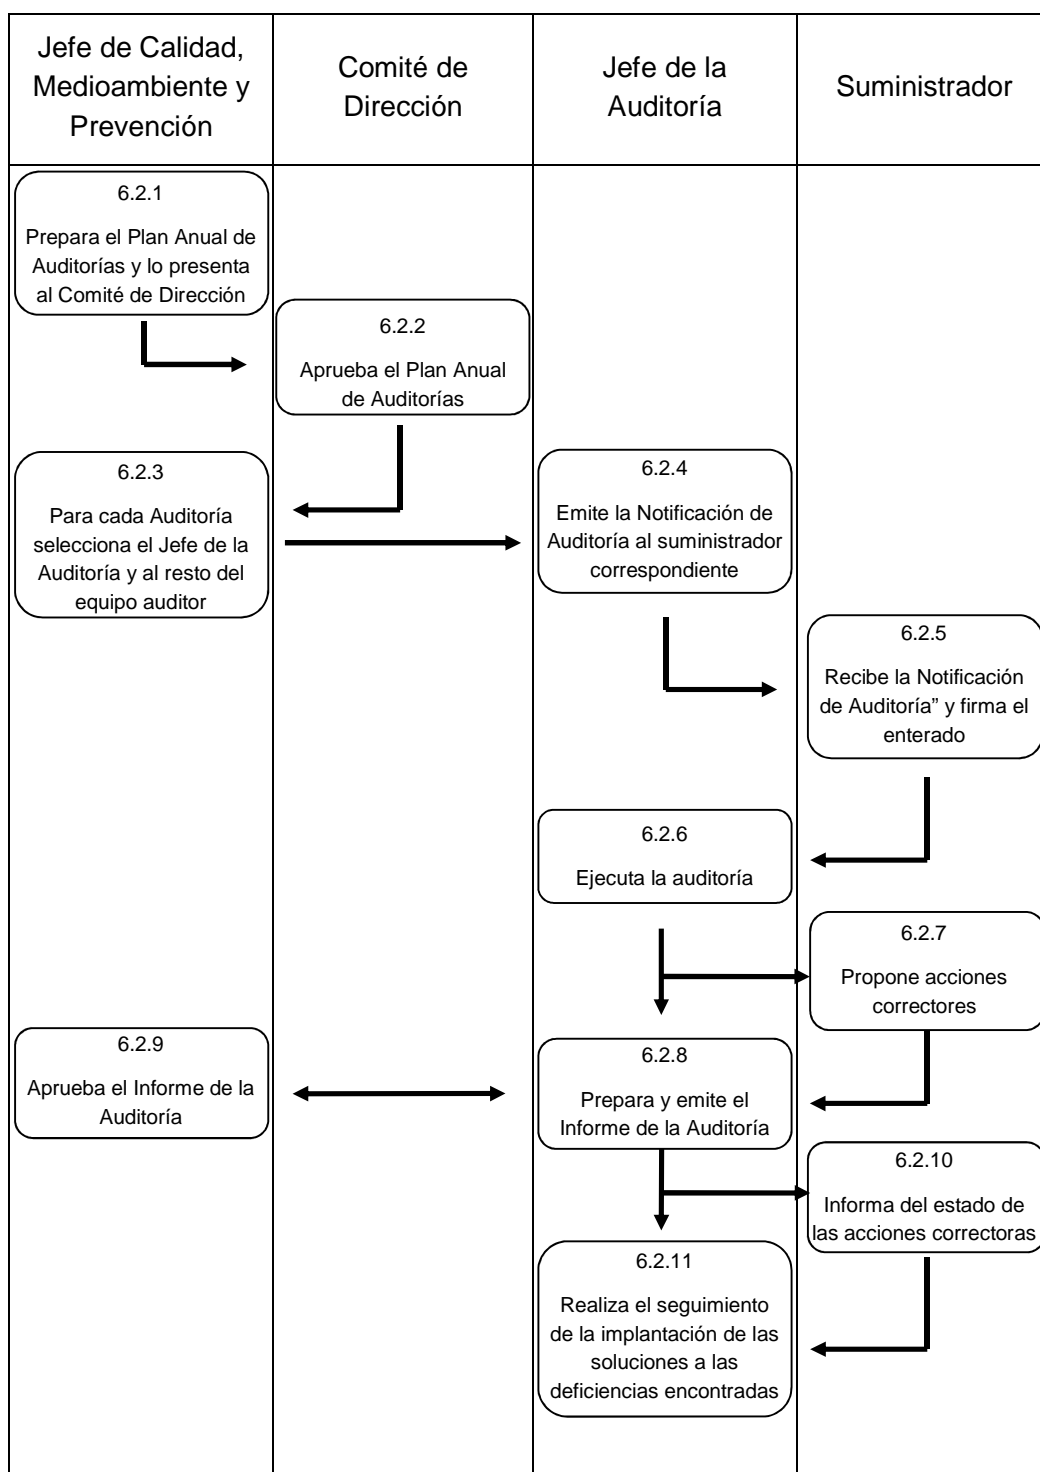 Jefe de Calidad,
Medioambiente y
Prevención
Comité de
Dirección
Jefe de la
Auditoría
Suministrador
6.2.1
Prepara el Plan Anual de
Auditorías y lo presenta
al Comité de Dirección
6.2.2
Aprueba el Plan Anual
de Auditorías
6.2.3
Para cada Auditoría
selecciona el Jefe de la
Auditoría y al resto del
equipo auditor
6.2.4
Emite la Notificación de
Auditoría al suministrador
correspondiente
6.2.5
Recibe la Notificación
de Auditoría” y firma el
enterado
6.2.6
Ejecuta la auditoría
6.2.7
Propone acciones
correctores
6.2.8
Prepara y emite el
Informe de la Auditoría
6.2.9
Aprueba el Informe de la
Auditoría
6.2.10
Informa del estado de
las acciones correctoras
6.2.11
Realiza el seguimiento
de la implantación de las
soluciones a las
deficiencias encontradas